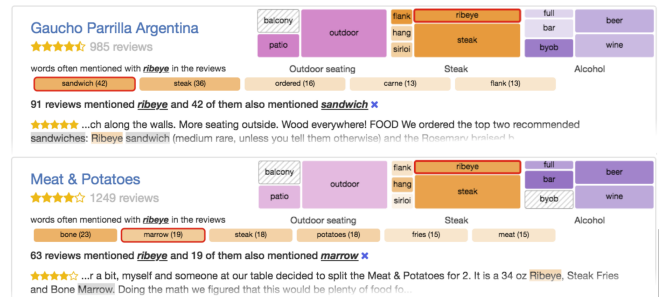 Gaucho Parrilla Argentina
985 reviews
balcony
patio
outdoor
Outdoor seating
flank
hang
sirloi
ribeye
steak
Steak
full
bar
byob
beer
wine
Alcohol
words often mentioned with ribeye in the reviews
sandwich (42) steak (36) ordered (16) carne (13) flank (13)
91 reviews mentioned ribeye and 42 of them also mentioned sandwich ×
...ch along the walls. More seating outside. Wood everywhere! FOOD We ordered the top two recommended
sandwiches: Ribeye sandwich (medium rare, unless you tell them otherwise) and the Rosemary braised b
Meat & Potatoes
1249 reviews
balcony
patio
outdoor
Outdoor seating
flank
hang
sirloi
ribeye
steak
Steak
full
bar
byob
beer
wine
Alcohol
words often mentioned with ribeye in the reviews
bone (23) marrow (19) steak (18) potatoes (18) fries (15) meat (15)
63 reviews mentioned ribeye and 19 of them also mentioned marrow ×
...r a bit, myself and someone at our table decided to split the Meat & Potatoes for 2. It is a 34 oz Ribeye, Steak Fries
and Bone Marrow. Doing the math we figured that this would be plenty of food fo...